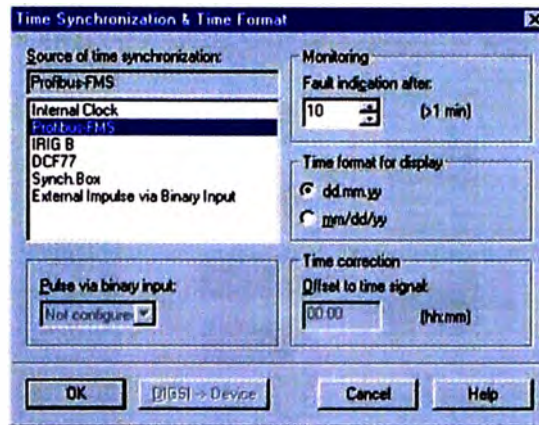 Time Synchronization & Time Format
Source of time synchronization:
Profibus-FMS
Internal Clock
Profibus-FMS
IRIG B
DCF77
Synch.Box
External Impulse via Binary Input
Pulse via binary input:
Not configured
Monitoring
Fault indication after:
10 (>1 min)
Time format for display
dd.mm.yy
mm/dd/yy
Time correction
Offset to time signal:
00:00 (hh:mm)
OK
DIGSI -> Device
Cancel
Help